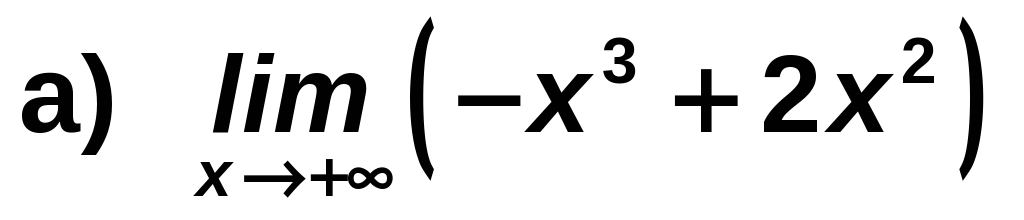 a) lim (−x³ + 2x²)
x→+∞